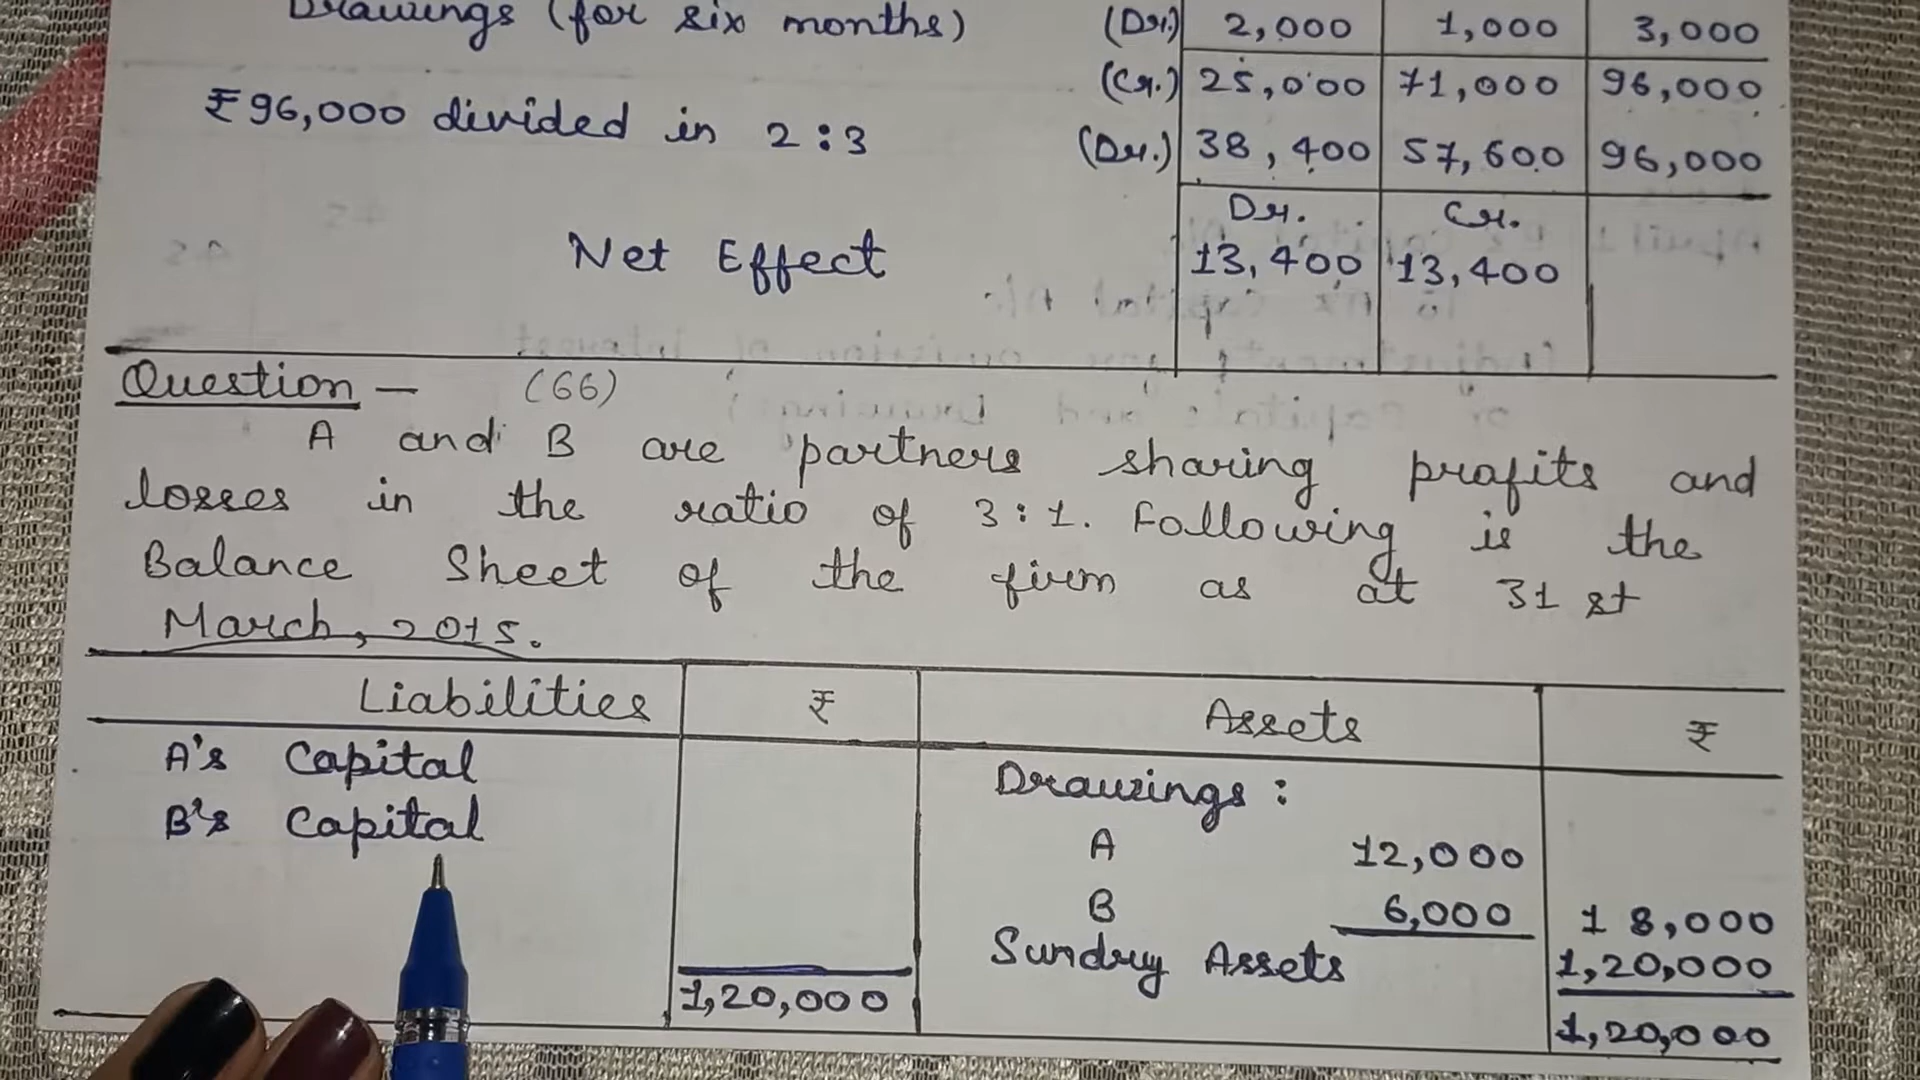 Drawings (for six months) (Dr.) 2,000 1,000 3,000
(Cr.) 25,000 71,000 96,000
₹96,000 divided in 2:3 (Dr.) 38,400 57,600 96,000
Dr. Cr.
Net Effect 13,400 13,400
Question – (66)
A and B are partners sharing profits and
losses in the ratio of 3:1. Following is the
Balance Sheet of the firm as at 31st
March, 2015.
Liabilities ₹ Assets ₹
A's Capital Drawings :
B's Capital A 12,000
B 6,000 18,000
Sundry Assets 1,20,000
1,20,000 1,20,000